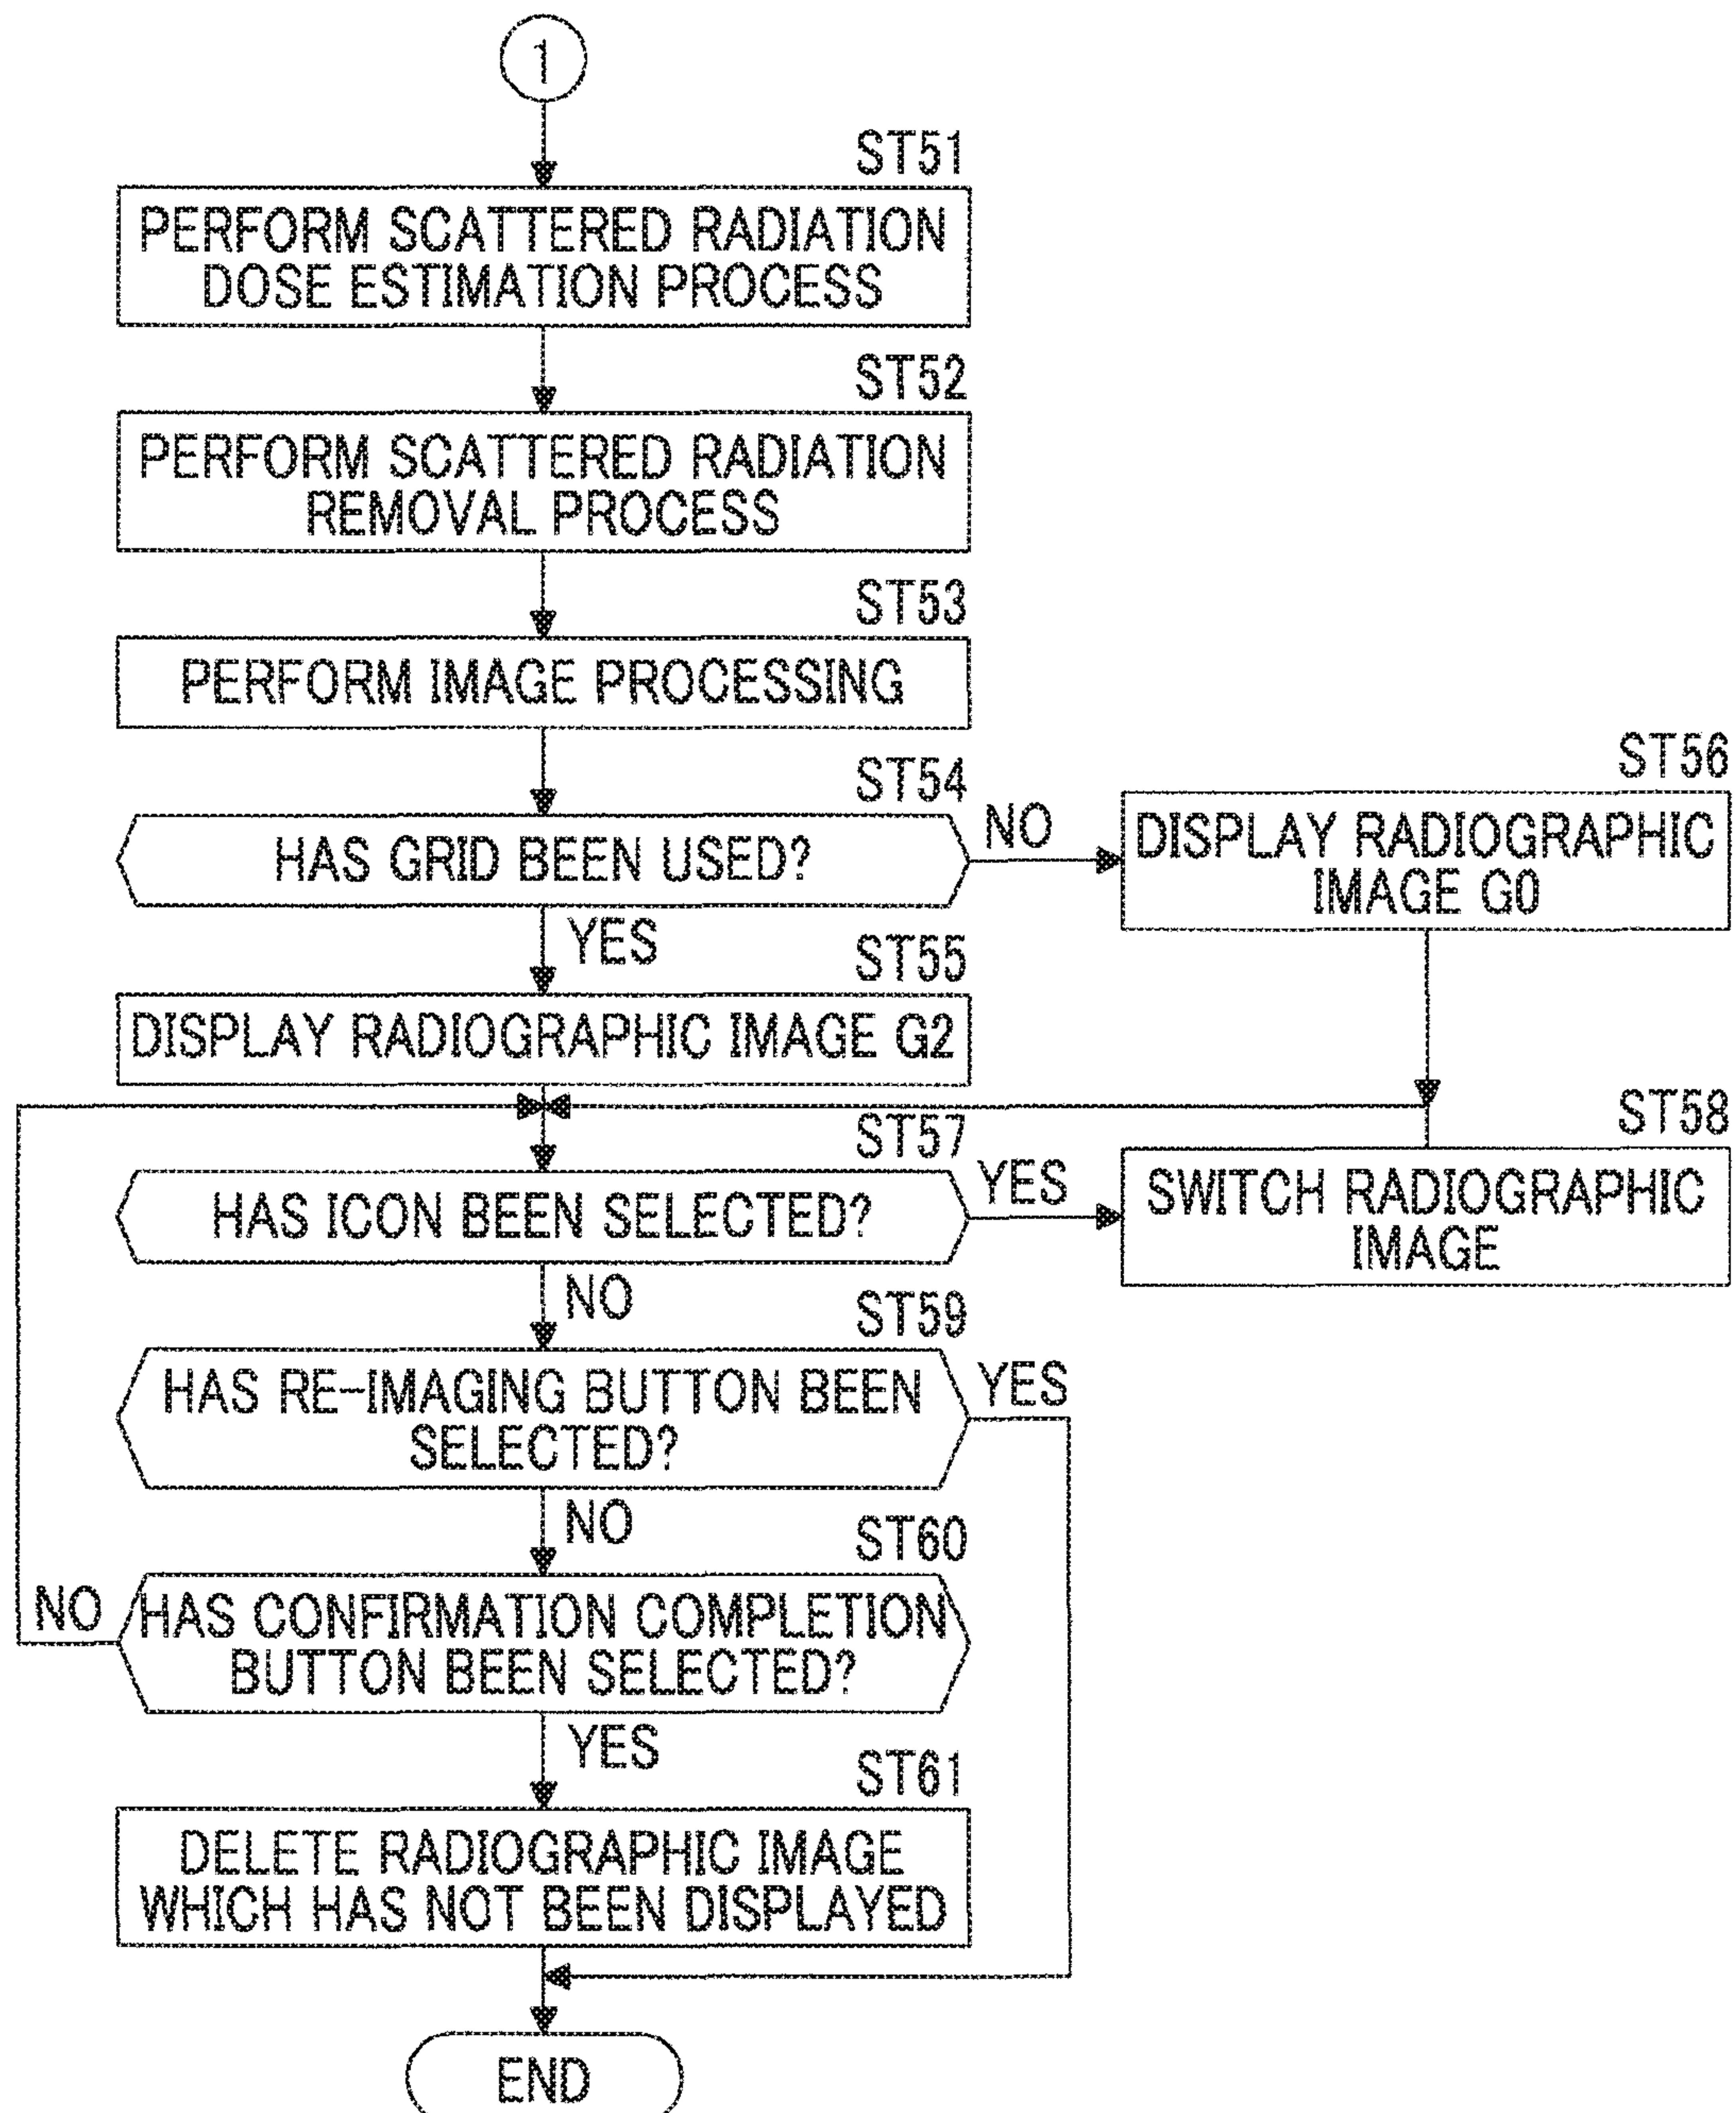 1
ST51
PERFORM SCATTERED RADIATION
DOSE ESTIMATION PROCESS
ST52
PERFORM SCATTERED RADIATION
REMOVAL PROCESS
ST53
PERFORM IMAGE PROCESSING
ST54
HAS GRID BEEN USED?
NO
ST56
DISPLAY RADIOGRAPHIC
IMAGE G0
YES
ST55
DISPLAY RADIOGRAPHIC IMAGE G2
ST57
HAS ICON BEEN SELECTED?
YES
ST58
SWITCH RADIOGRAPHIC
IMAGE
NO
ST59
HAS RE-IMAGING BUTTON BEEN
SELECTED?
YES
NO
ST60
HAS CONFIRMATION COMPLETION
BUTTON BEEN SELECTED?
NO
YES
ST61
DELETE RADIOGRAPHIC IMAGE
WHICH HAS NOT BEEN DISPLAYED
END